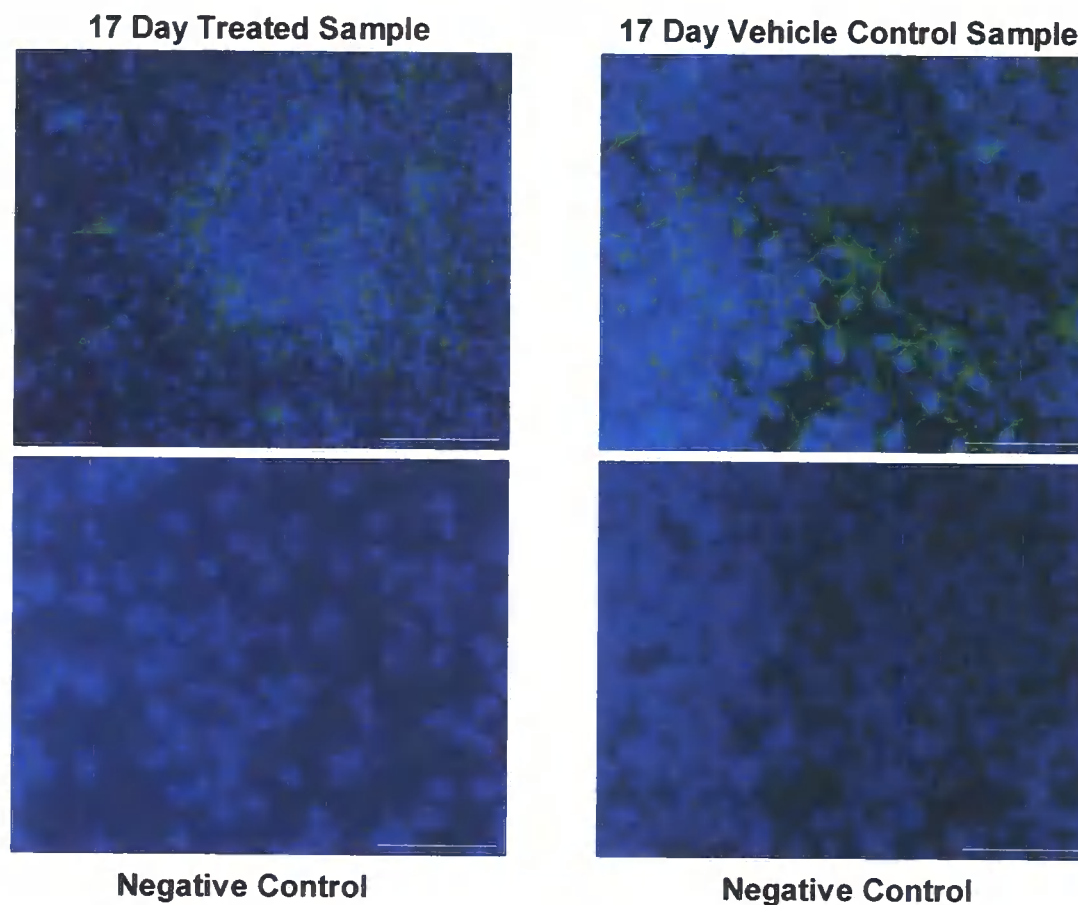 17 Day Treated Sample
17 Day Vehicle Control Sample
Negative Control
Negative Control